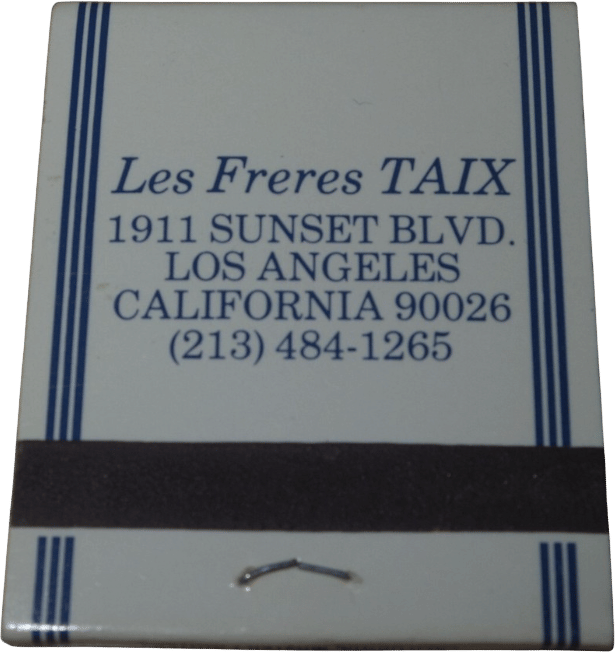 Les Freres TAIX
1911 SUNSET BLVD.
LOS ANGELES
CALIFORNIA 90026
(213) 484-1265